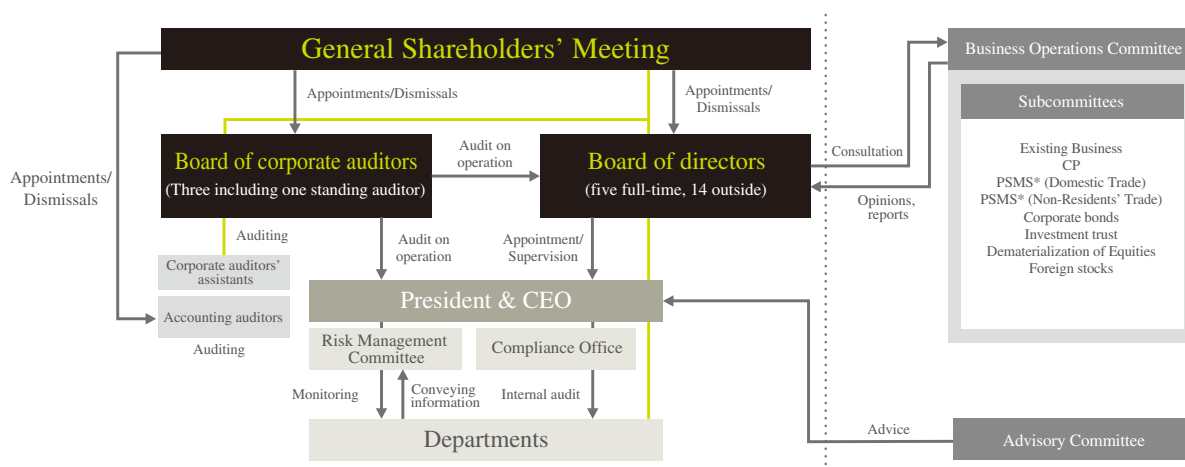 General Shareholders’ Meeting
Business Operations Committee
Appointments/Dismissals
Appointments/
Dismissals
Subcommittees
Existing Business
CP
PSMS* (Domestic Trade)
PSMS* (Non-Residents’ Trade)
Corporate bonds
Investment trust
Dematerialization of Equities
Foreign stocks
Appointments/
Dismissals
Board of corporate auditors
(Three including one standing auditor)
Audit on
operation
Board of directors
(five full-time, 14 outside)
Consultation
Opinions,
reports
Auditing
Audit on
operation
Appointment/
Supervision
Corporate auditors’
assistants
Accounting auditors
Auditing
President & CEO
Risk Management
Committee
Compliance Office
Monitoring
Conveying
information
Internal audit
Departments
Advice
Advisory Committee